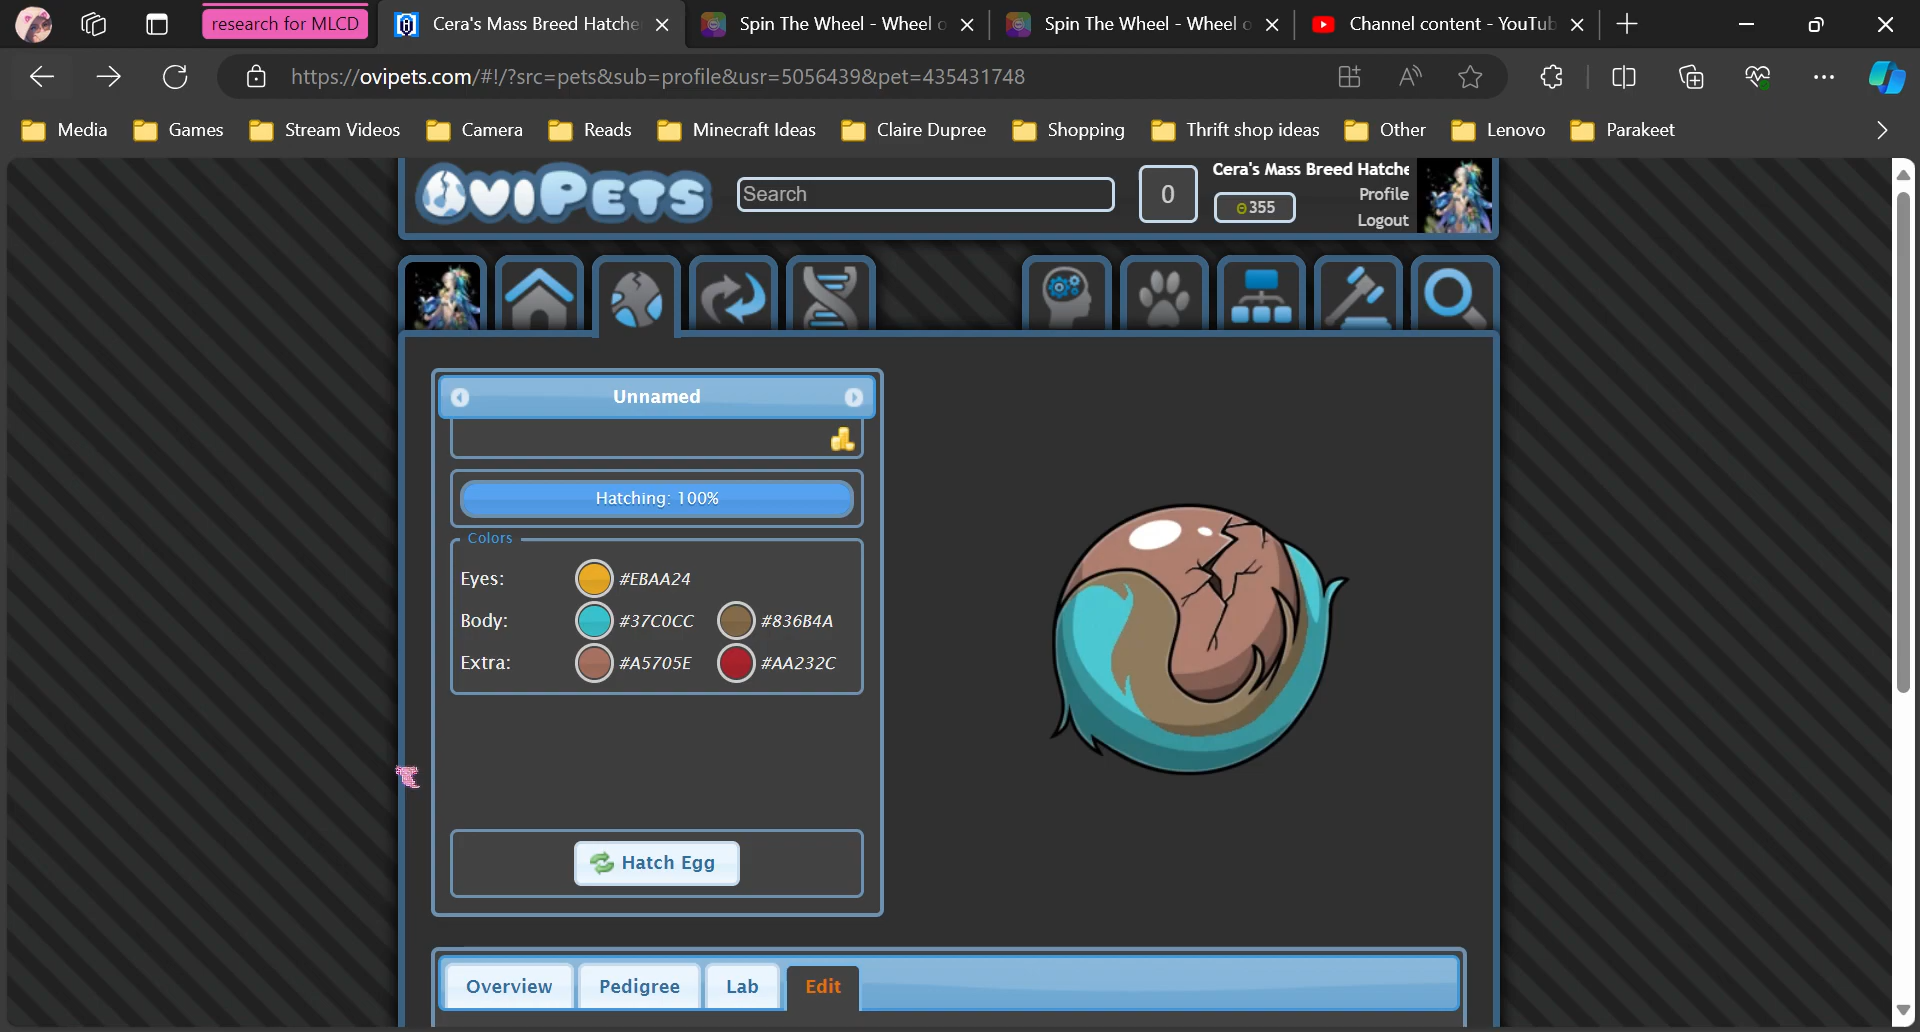 research for MLCD
Cera's Mass Breed Hatche
Spin The Wheel - Wheel o
Spin The Wheel - Wheel o
Channel content - YouTub
https://ovipets.com/#!/?src=pets&sub=profile&usr=5056439&pet=435431748
Media
Games
Stream Videos
Camera
Reads
Minecraft Ideas
Claire Dupree
Shopping
Thrift shop ideas
Other
Lenovo
Parakeet
OviPets
Search
0
Cera's Mass Breed Hatche
355
Profile
Logout
Unnamed
Hatching: 100%
Colors
Eyes: #EBAA24
Body: #37C0CC #836B4A
Extra: #A5705E #AA232C
Hatch Egg
Overview
Pedigree
Lab
Edit